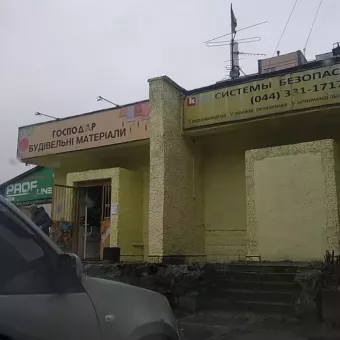 ГОСПОДАР
БУДІВЕЛЬНІ МАТЕРІАЛИ
СИСТЕМЫ БЕЗОПАС
(044) 331-171
PROF
LINE